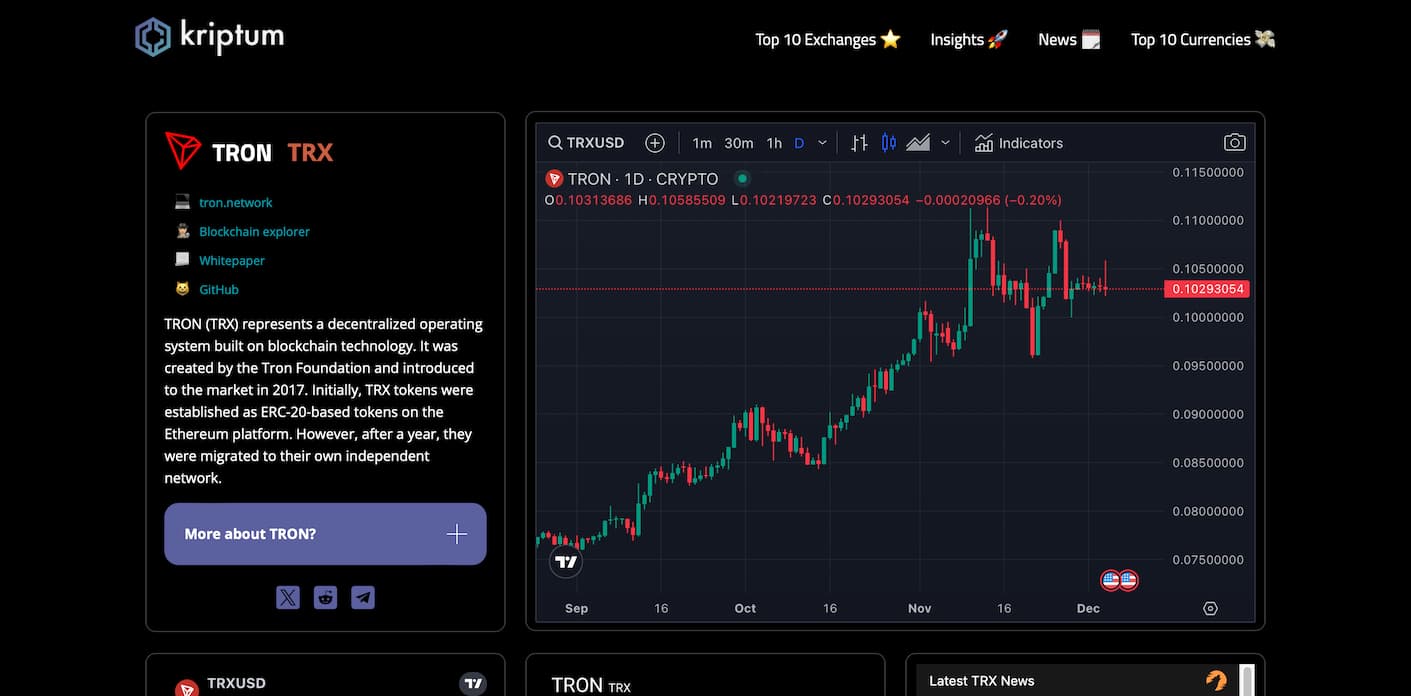 kriptum
Top 10 Exchanges ⭐ Insights 🚀 News 🗒️ Top 10 Currencies 💸
TRON TRX
tron.network
Blockchain explorer
Whitepaper
GitHub
TRON (TRX) represents a decentralized operating
system built on blockchain technology. It was
created by the Tron Foundation and introduced
to the market in 2017. Initially, TRX tokens were
established as ERC-20-based tokens on the
Ethereum platform. However, after a year, they
were migrated to their own independent
network.
More about TRON?
TRXUSD 1m 30m 1h D Indicators
TRON · 1D · CRYPTO
O0.10313686 H0.10585509 L0.10219723 C0.10293054 −0.00020966 (−0.20%)
0.11500000
0.11000000
0.10500000
0.10293054
0.10000000
0.09500000
0.09000000
0.08500000
0.08000000
0.07500000
Sep 16 Oct 16 Nov 16 Dec
TRXUSD
TRON TRX
Latest TRX News